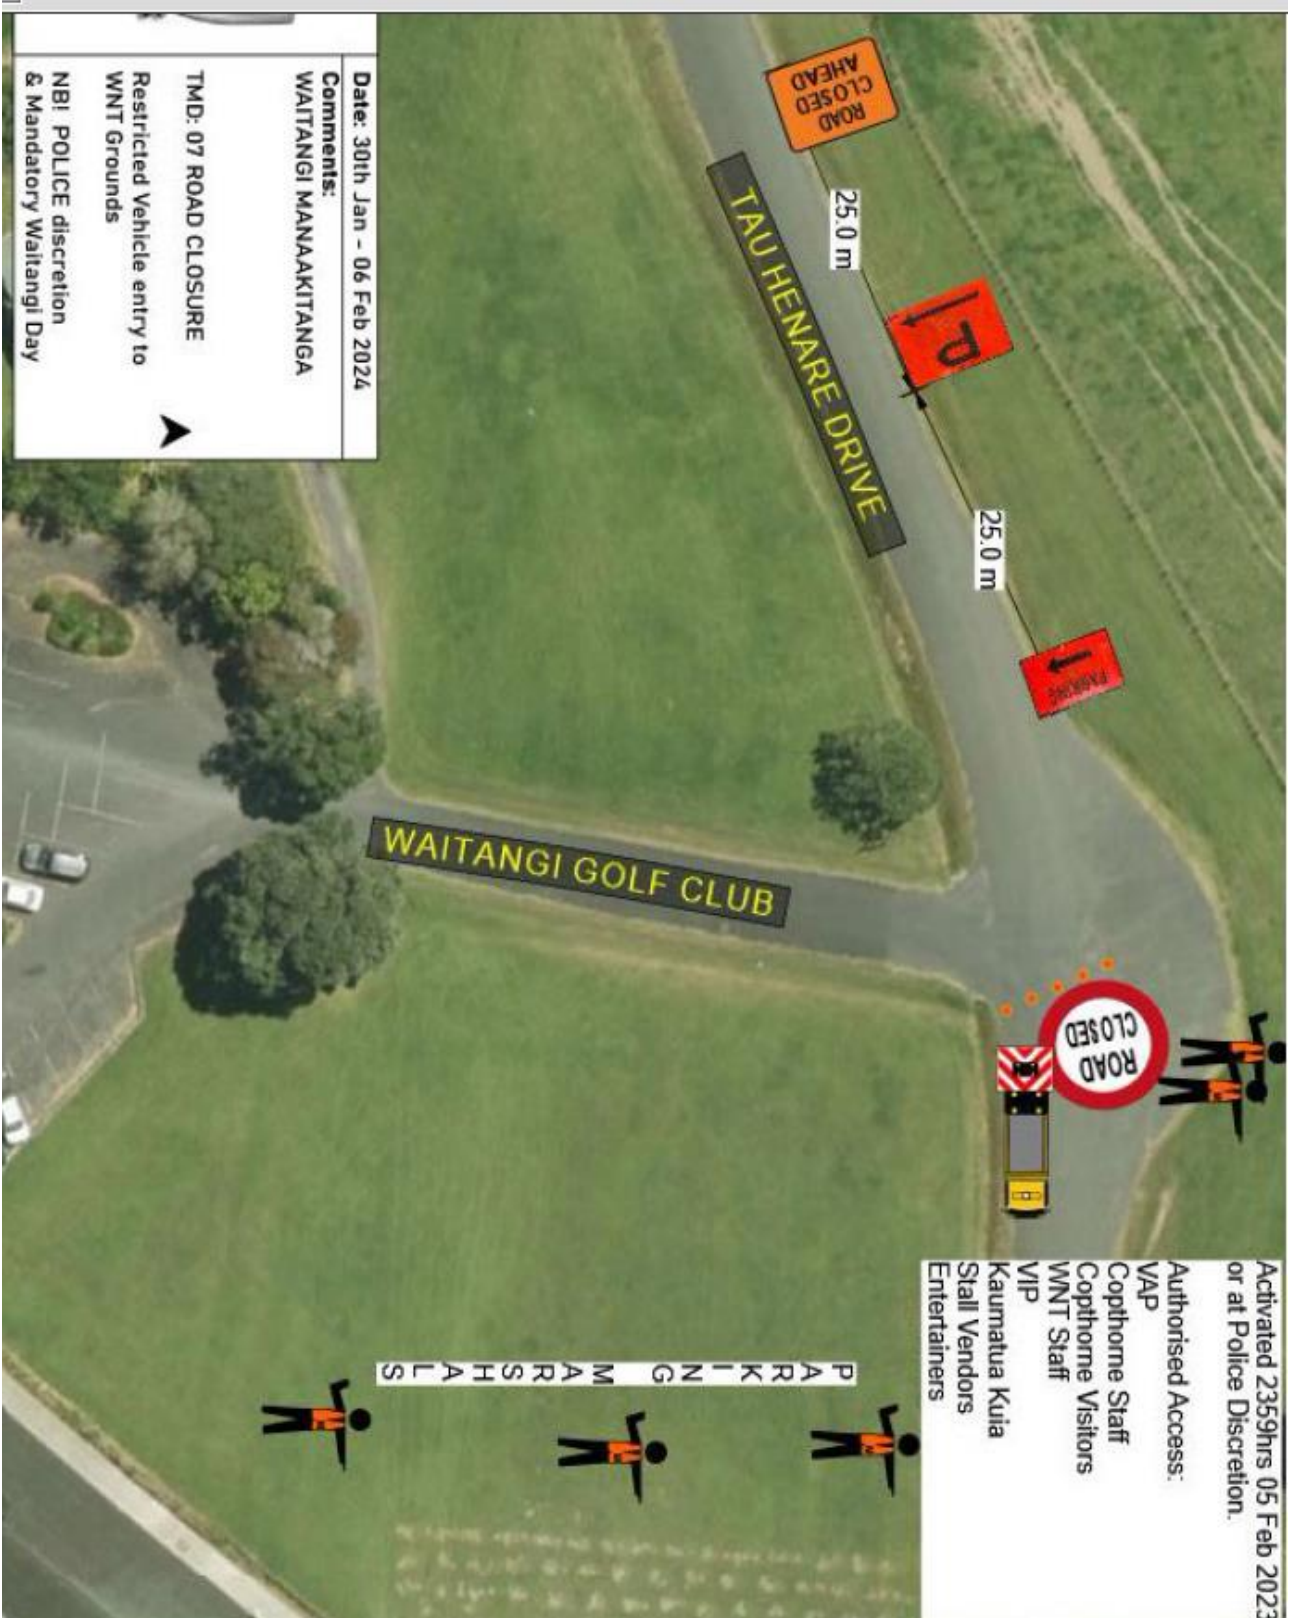 Activated 2359hrs 05 Feb 2023
or at Police Discretion.
Authorised Access:
VAP
Copthorne Staff
Copthorne Visitors
WNT Staff
VIP
Kaumatua Kuia
Stall Vendors
Entertainers
ROAD
CLOSED
AHEAD
25.0 m
P
25.0 m
PARKING
TAU HENARE DRIVE
WAITANGI GOLF CLUB
ROAD
CLOSED
PARKING MARSHALS
Date: 30th Jan - 06 Feb 2024
Comments:
WAITANGI MANAAKITANGA
TMD: 07 ROAD CLOSURE
Restricted Vehicle entry to
WNT Grounds
NB! POLICE discretion
& Mandatory Waitangi Day